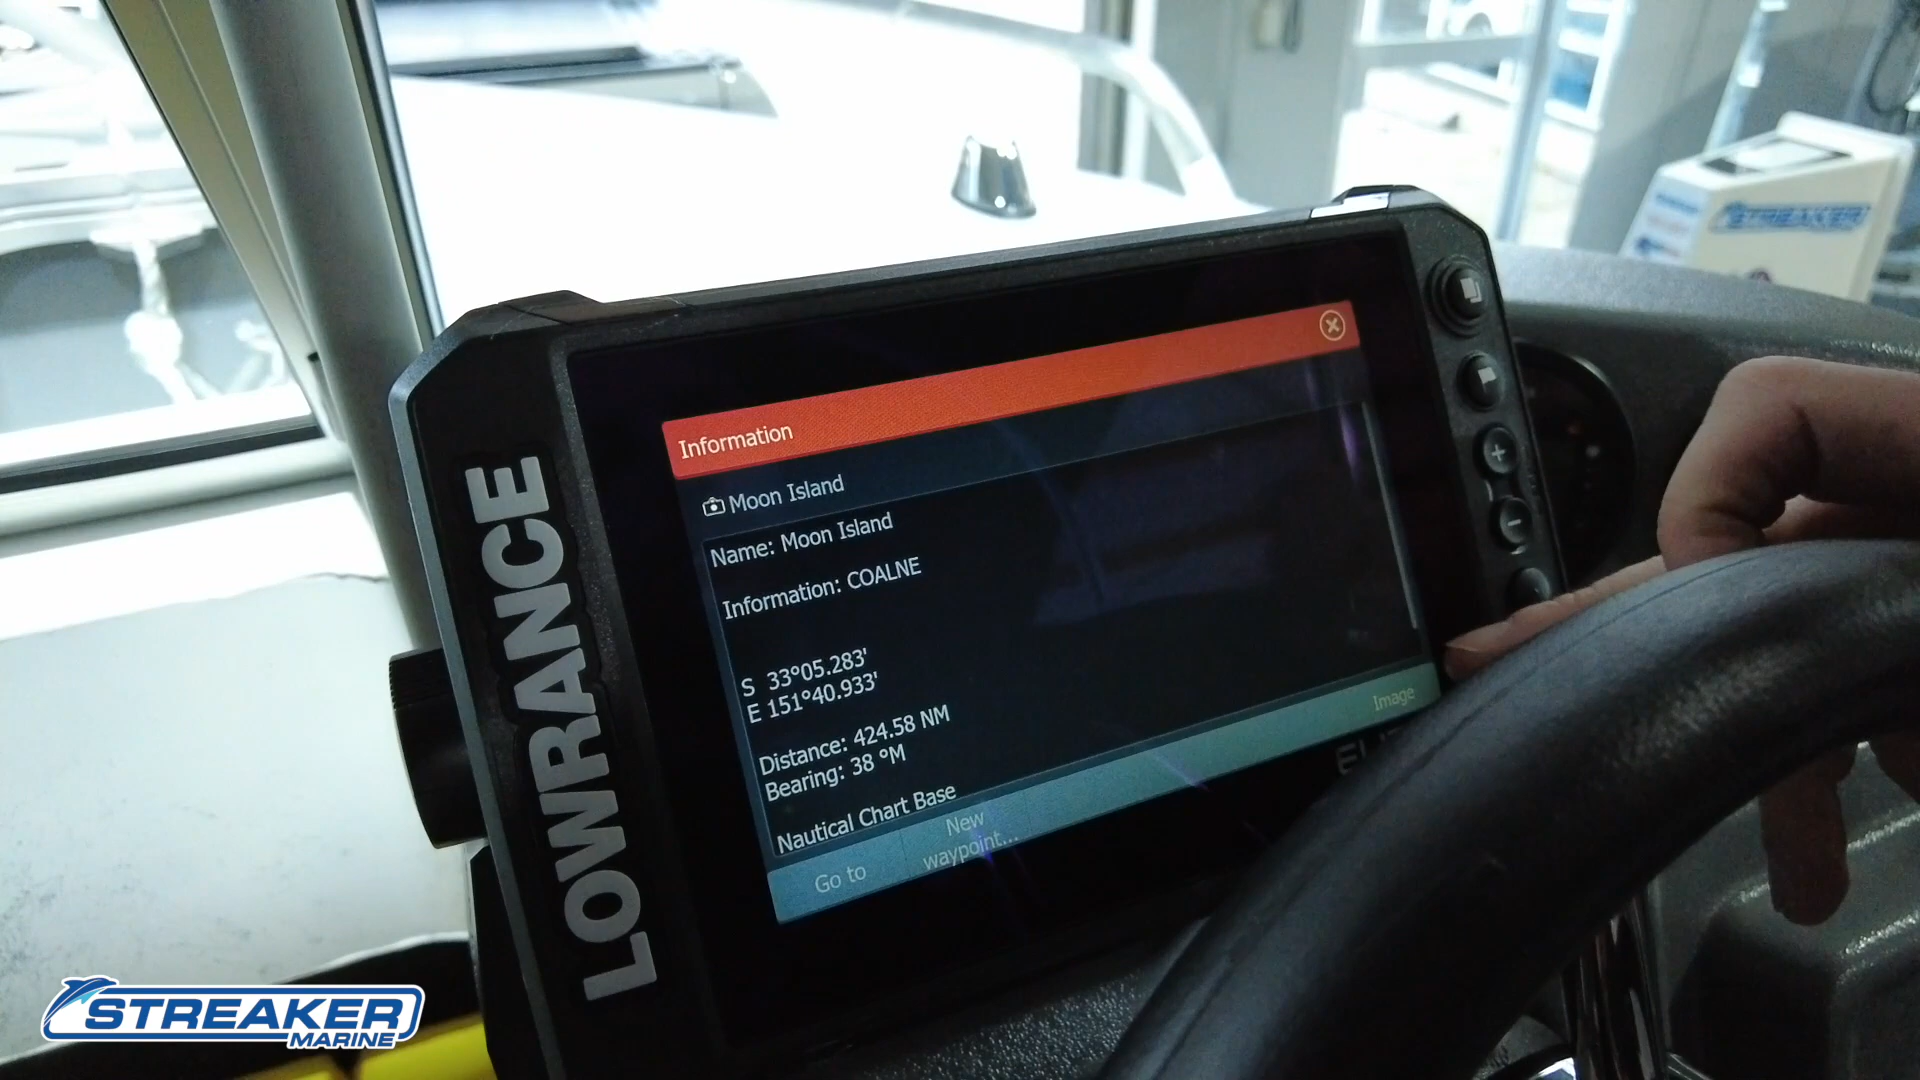 STREAKER
LOWRANCE
Information
Moon Island
Name: Moon Island
Information: COALNE
S 33°05.283'
E 151°40.933'
Distance: 424.58 NM
Bearing: 38 °M
Nautical Chart Base
Go to
New
waypoint...
Image
STREAKER
MARINE